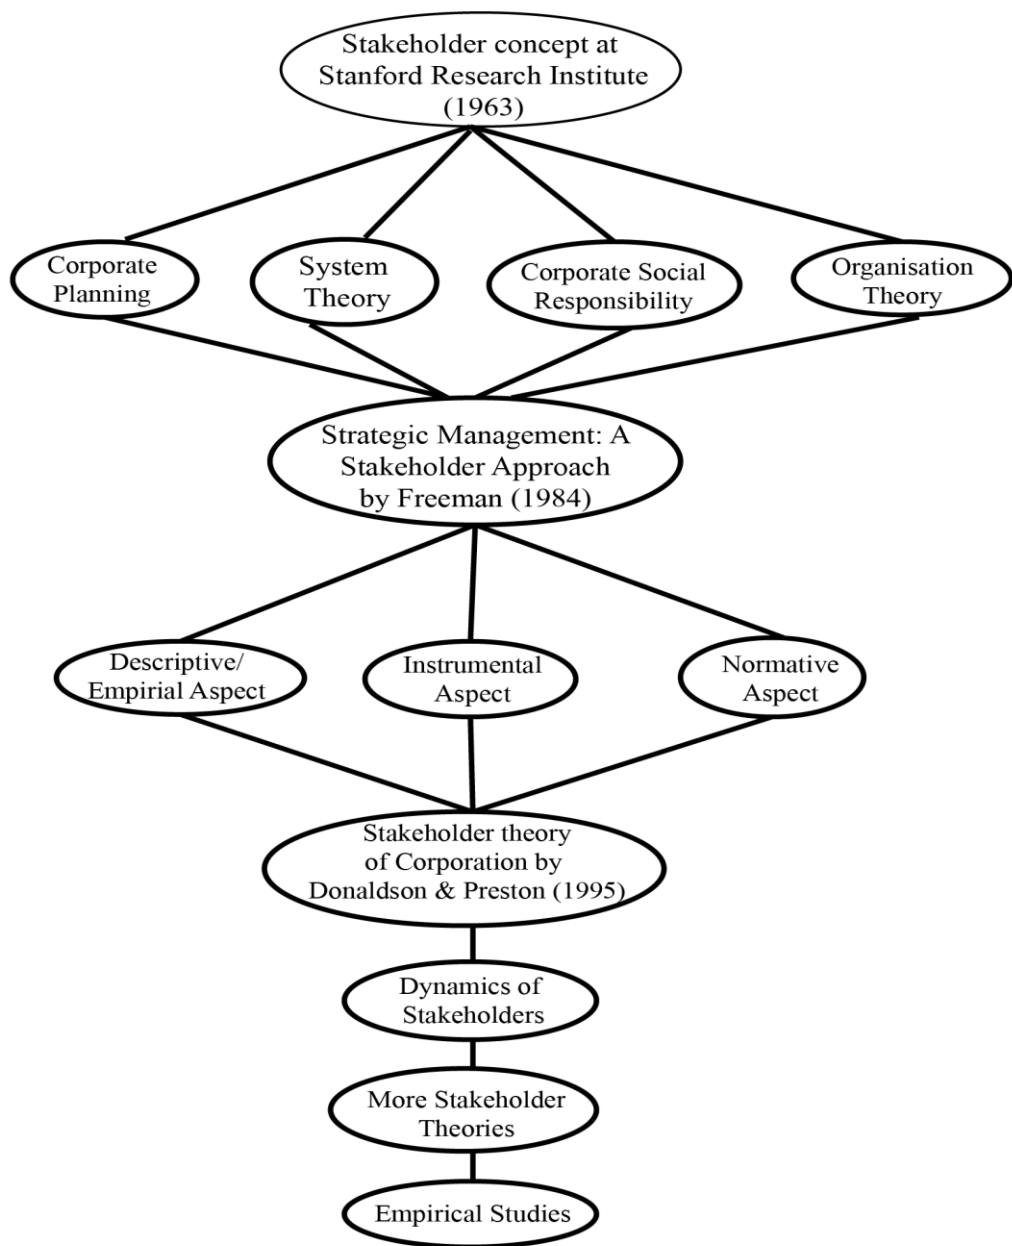 Stakeholder concept at
Stanford Research Institute
(1963)
Corporate
Planning
System
Theory
Corporate Social
Responsibility
Organisation
Theory
Strategic Management: A
Stakeholder Approach
by Freeman (1984)
Descriptive/
Empirial Aspect
Instrumental
Aspect
Normative
Aspect
Stakeholder theory
of Corporation by
Donaldson & Preston (1995)
Dynamics of
Stakeholders
More Stakeholder
Theories
Empirical Studies